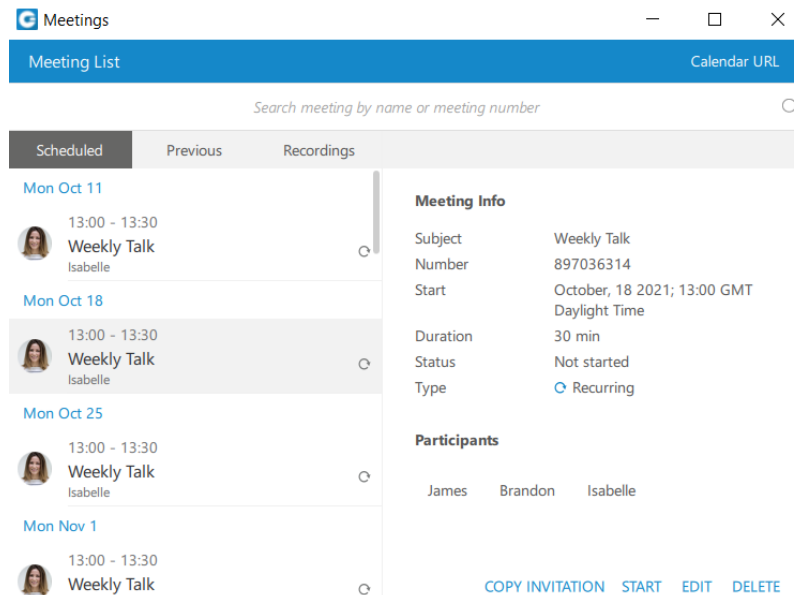 Meetings
Meeting List
Calendar URL
Search meeting by name or meeting number
Scheduled
Previous
Recordings
Mon Oct 11
13:00 - 13:30
Weekly Talk
Isabelle
Mon Oct 18
13:00 - 13:30
Weekly Talk
Isabelle
Mon Oct 25
13:00 - 13:30
Weekly Talk
Isabelle
Mon Nov 1
13:00 - 13:30
Weekly Talk
Meeting Info
Subject Weekly Talk
Number 897036314
Start October, 18 2021; 13:00 GMT
Daylight Time
Duration 30 min
Status Not started
Type Recurring
Participants
James Brandon Isabelle
COPY INVITATION START EDIT DELETE